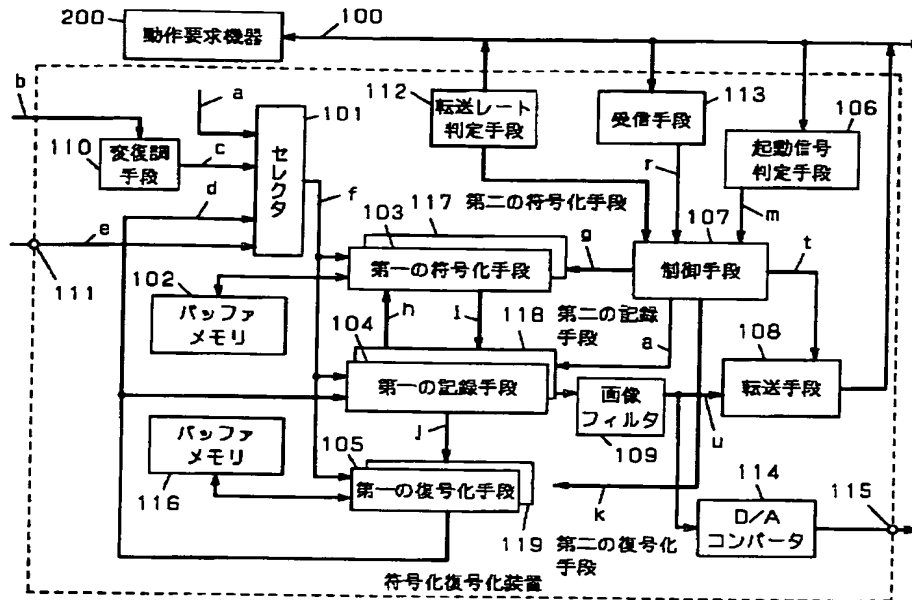 200
動作要求機器
100
100
b
a
101
112
転送レート
判定手段
113
受信手段
106
起動信号
判定手段
110
変復調
手段
c
セレクタ
d
f
r
m
117 第二の符号化手段
103
第一の符号化手段
g
107
制御手段
t
e
111
102
バッファ
メモリ
h
i
118
第二の記録
手段
a
104
第一の記録手段
画像
フィルタ
109
108
転送手段
u
バッファ
メモリ
116
j
105
第一の復号化手段
k
119 第二の復号化
手段
114
D/A
コンバータ
115
符号化復号化装置